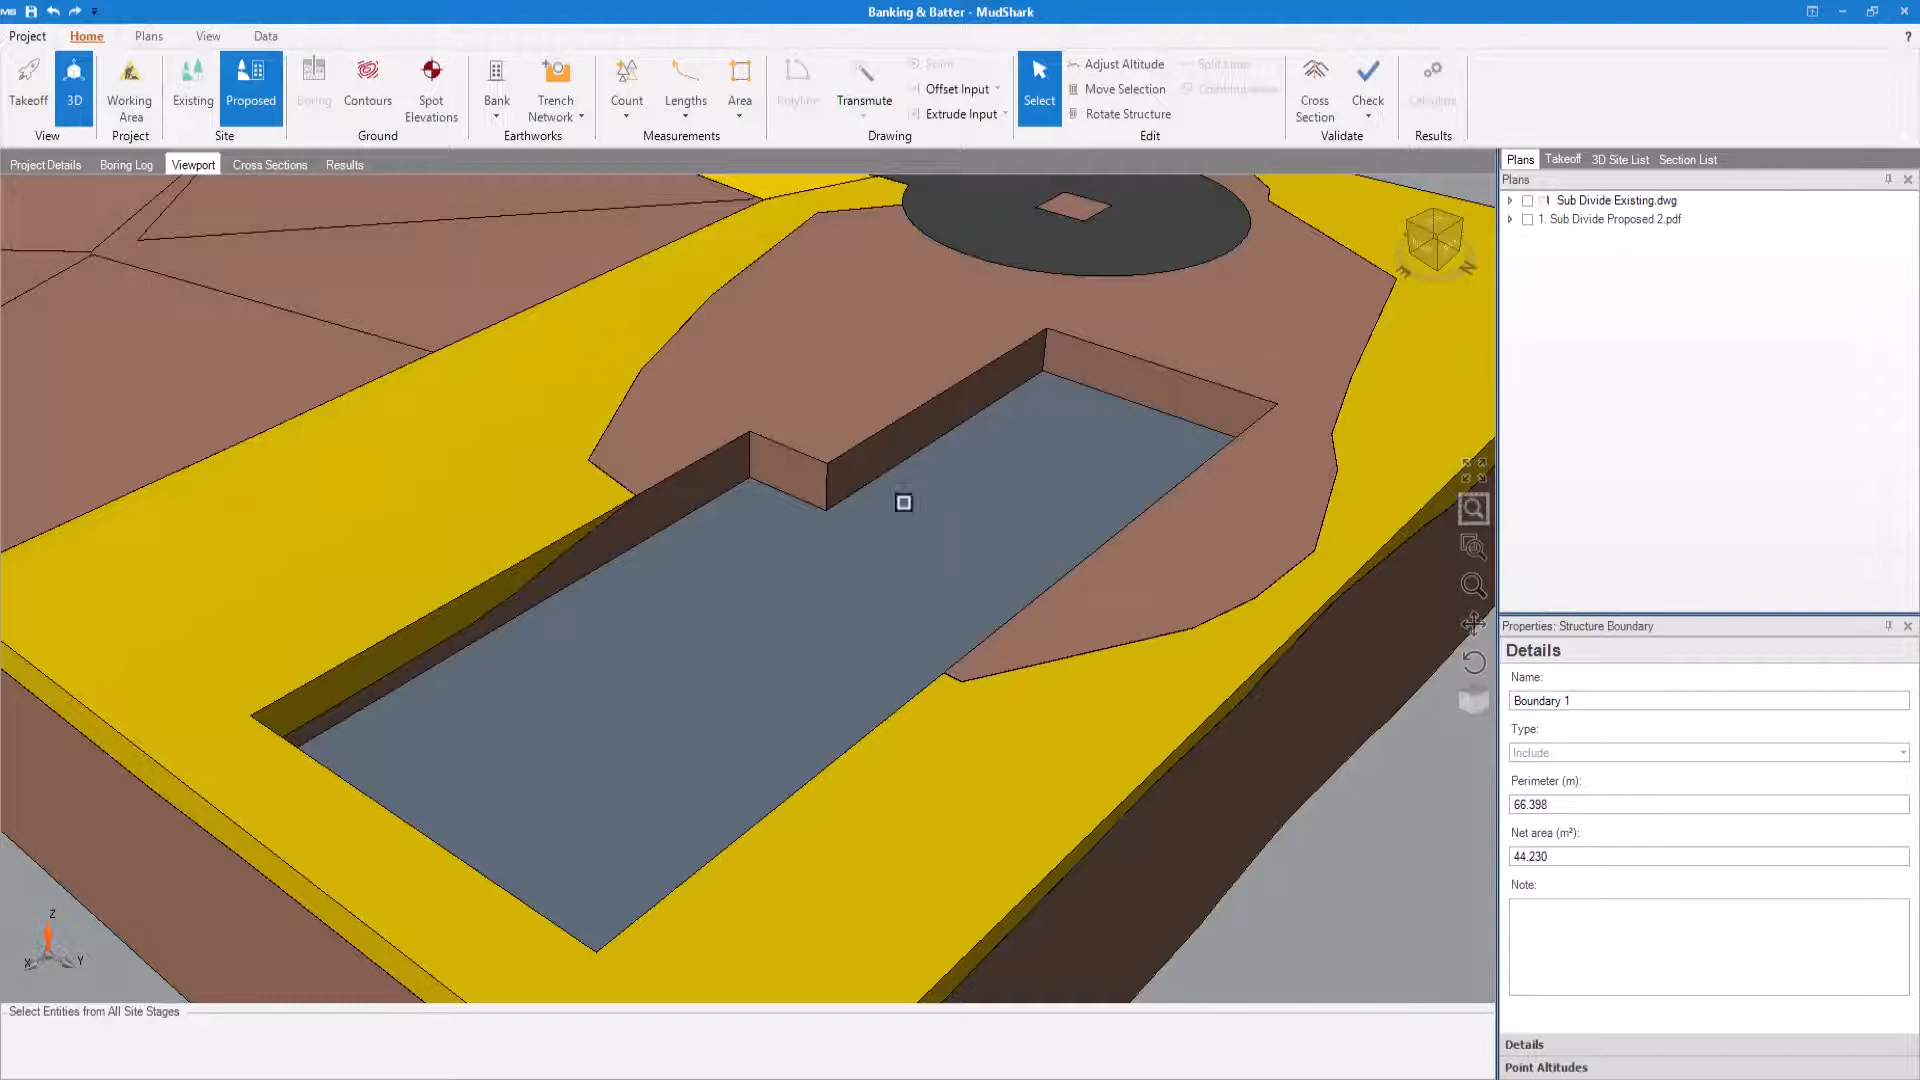 MS
Banking & Batter - MudShark
Project
Home
Plans
View
Data
?
Takeoff
3D
Working
Area
Existing
Proposed
Boring
Contours
Spot
Elevations
Bank
Trench
Network
Count
Lengths
Area
Polyline
Transmute
Offset Input
Extrude Input
Select
Adjust Altitude
Move Selection
Rotate Structure
Cross
Section
Check
Calculate
View
Project
Site
Ground
Earthworks
Measurements
Drawing
Edit
Validate
Results
Project Details
Boring Log
Viewport
Cross Sections
Results
Plans
Takeoff
3D Site List
Section List
Plans
Sub Divide Existing.dwg
1. Sub Divide Proposed 2.pdf
E
N
Properties: Structure Boundary
Details
Name:
Boundary 1
Type:
Include
Perimeter (m):
66.398
Net area (m²):
44.230
Note:
Z
X
Y
Select Entities from All Site Stages
Details
Point Altitudes